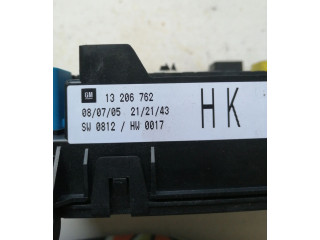 GM 13 206 762
08/07/05 21/21/43
SW 0812 / HW 0017
HK